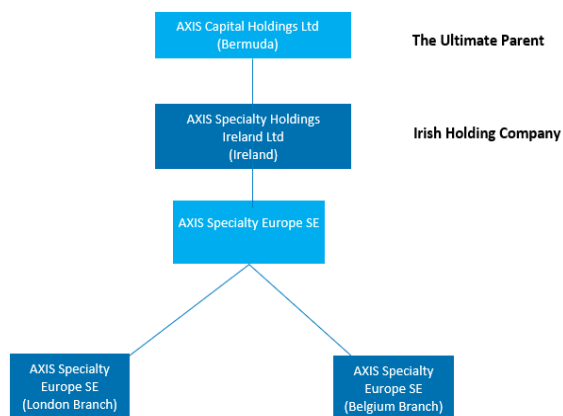 AXIS Capital Holdings Ltd
(Bermuda)
The Ultimate Parent
AXIS Specialty Holdings
Ireland Ltd
(Ireland)
Irish Holding Company
AXIS Specialty Europe SE
AXIS Specialty
Europe SE
(London Branch)
AXIS Specialty
Europe SE
(Belgium Branch)